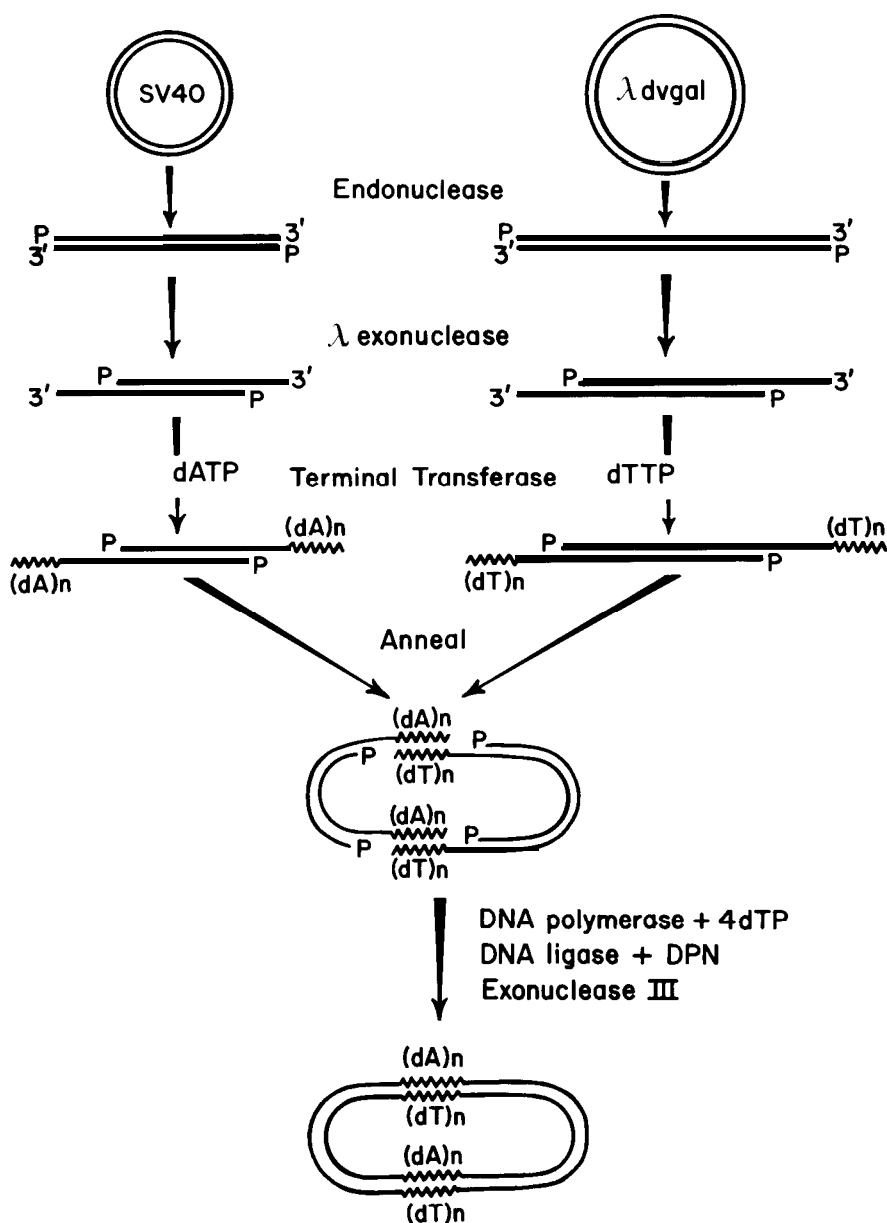 SV40
λ dvgal
Endonuclease
P 3' P 3'
3' P 3' P
λ exonuclease
P 3' P 3'
3' P 3' P
dATP Terminal Transferase dTTP
P (dA)n P (dT)n
(dA)n P (dT)n P
Anneal
(dA)n
P P
(dT)n
(dA)n
P P
(dT)n
DNA polymerase + 4dTP
DNA ligase + DPN
Exonuclease III
(dA)n
(dT)n
(dA)n
(dT)n